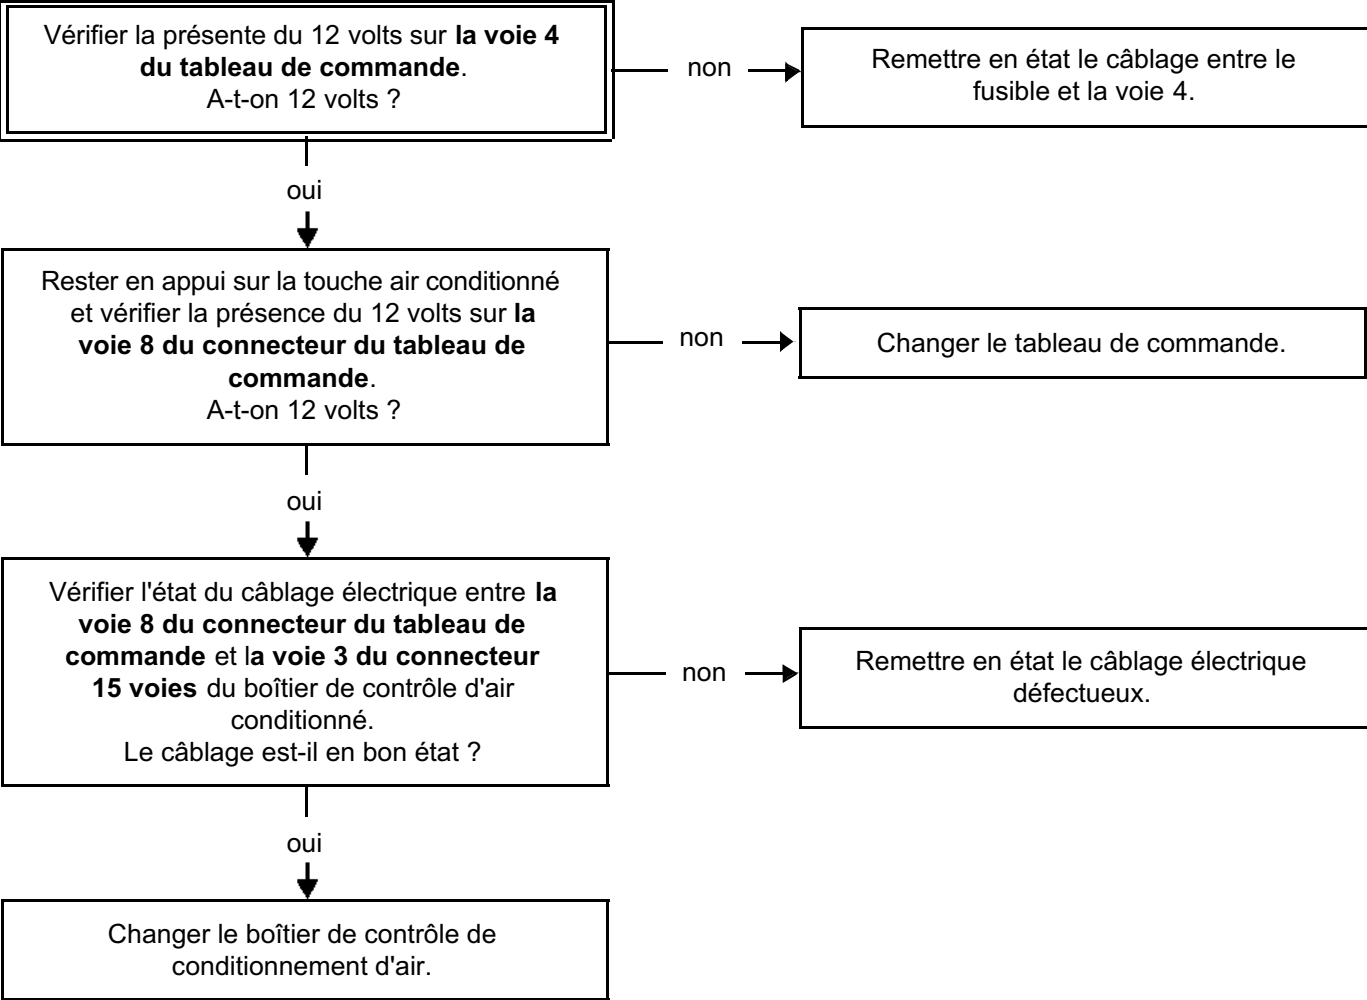 Vérifier la présente du 12 volts sur la voie 4
du tableau de commande.
A-t-on 12 volts ?
non
Remettre en état le câblage entre le
fusible et la voie 4.
oui
Rester en appui sur la touche air conditionné
et vérifier la présence du 12 volts sur la
voie 8 du connecteur du tableau de
commande.
A-t-on 12 volts ?
non
Changer le tableau de commande.
oui
Vérifier l'état du câblage électrique entre la
voie 8 du connecteur du tableau de
commande et la voie 3 du connecteur
15 voies du boîtier de contrôle d'air
conditionné.
Le câblage est-il en bon état ?
non
Remettre en état le câblage électrique
défectueux.
oui
Changer le boîtier de contrôle de
conditionnement d'air.